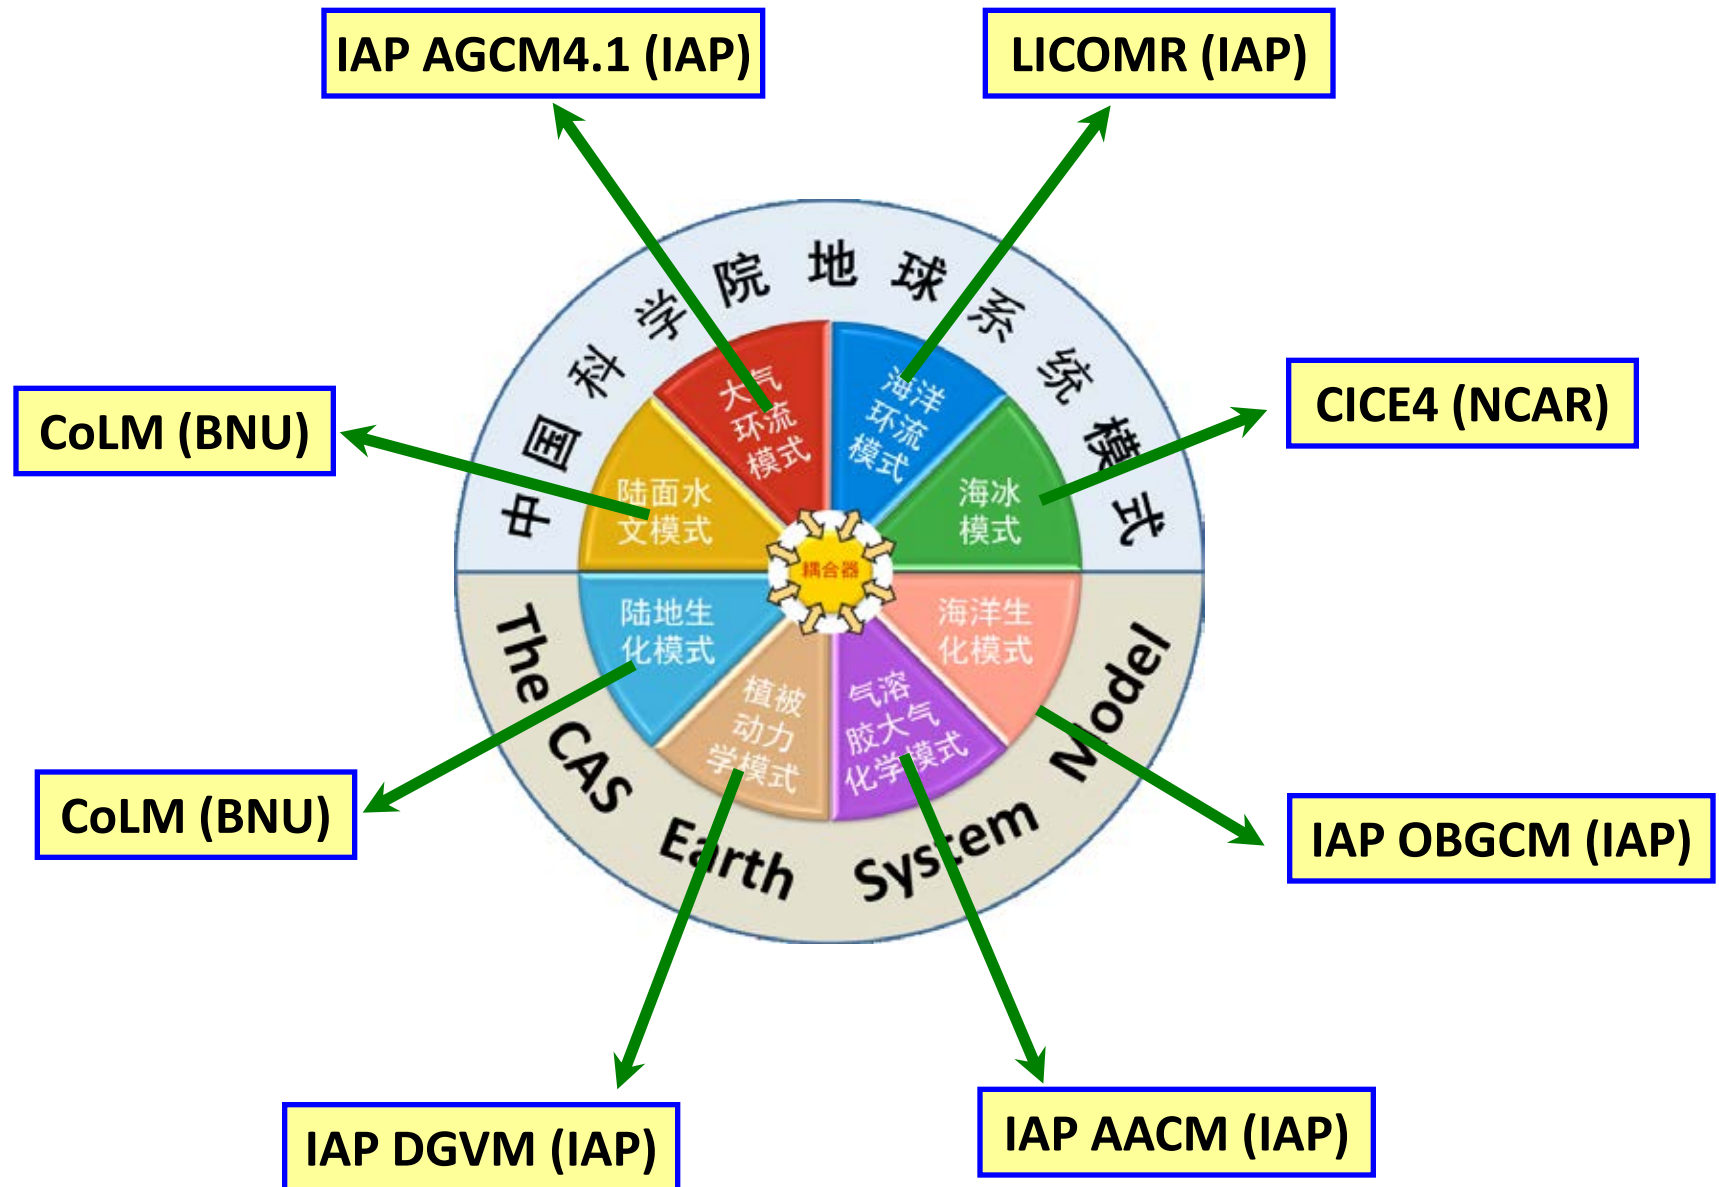 IAP AGCM4.1 (IAP)
LICOMR (IAP)
中国科学院地球系统模式
CoLM (BNU)
CICE4 (NCAR)
大气
环流
模式
海洋
环流
模式
陆面水
文模式
海冰
模式
耦合器
陆地生
化模式
海洋生
化模式
植被
动力
学模式
气溶
胶大气
化学模式
The CAS Earth System Model
CoLM (BNU)
IAP OBGCM (IAP)
IAP DGVM (IAP)
IAP AACM (IAP)